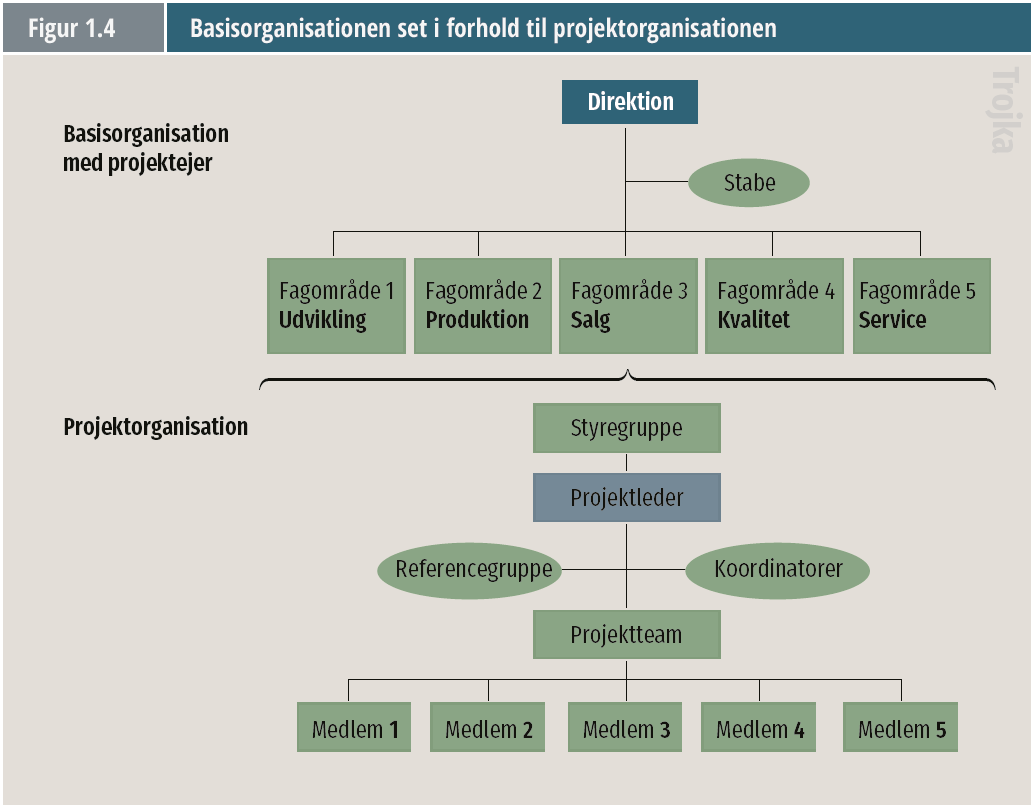 Figur 1.4
Basisorganisationen set i forhold til projektorganisationen
Trojka
Basisorganisation
med projektejer
Direktion
Stabe
Fagområde 1
Udvikling
Fagområde 2
Produktion
Fagområde 3
Salg
Fagområde 4
Kvalitet
Fagområde 5
Service
Projektorganisation
Styregruppe
Projektleder
Referencegruppe
Koordinatorer
Projektteam
Medlem 1
Medlem 2
Medlem 3
Medlem 4
Medlem 5